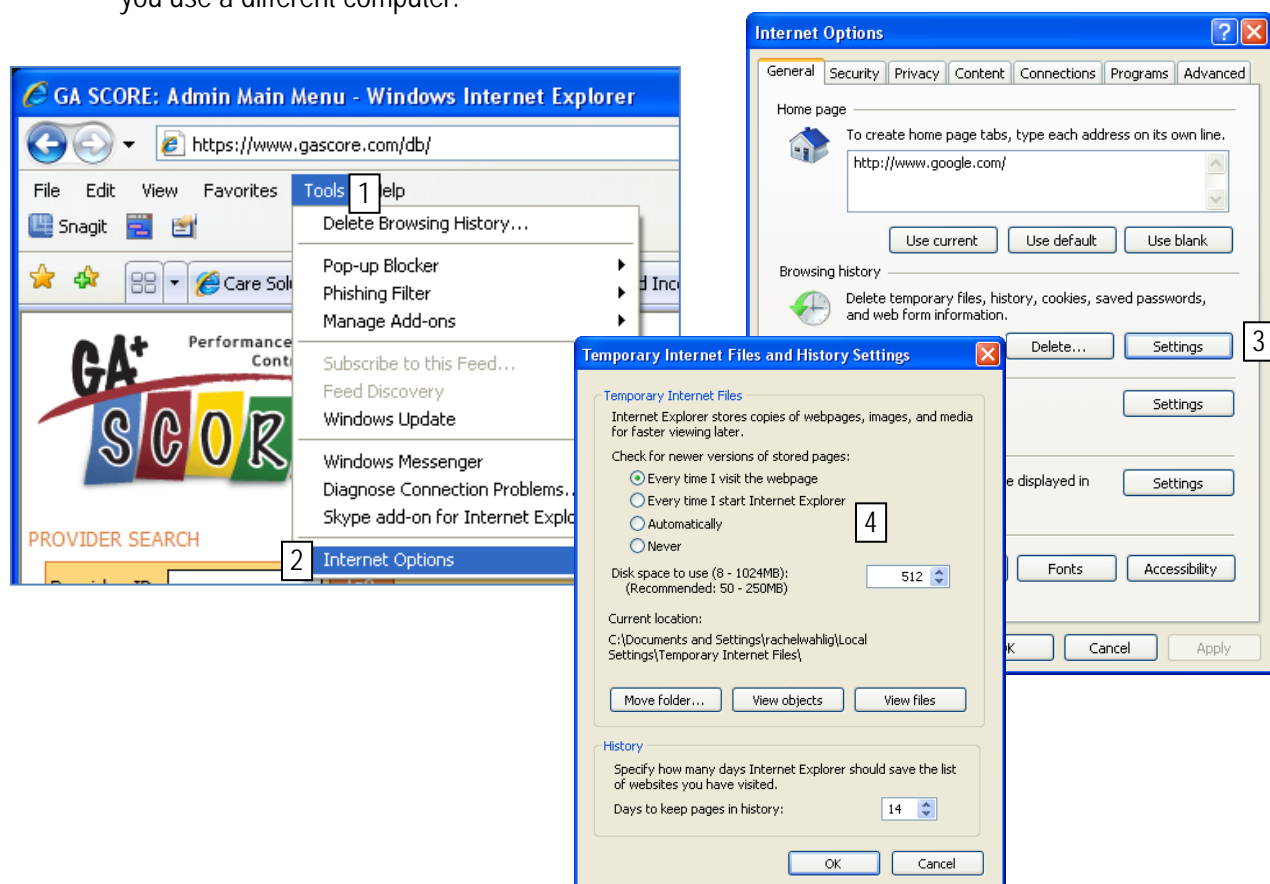 you use a different computer.
GA SCORE: Admin Main Menu - Windows Internet Explorer
https://www.gascore.com/db/
File Edit View Favorites Tools 1 elp
Snagit
Delete Browsing History...
Pop-up Blocker
Phishing Filter
Manage Add-ons
Subscribe to this Feed...
Feed Discovery
Windows Update
Windows Messenger
Diagnose Connection Problems..
Skype add-on for Internet Explo
2 Internet Options
Care Sol
d Inc
GA+
Performance
Cont
SCOR
PROVIDER SEARCH
Internet Options
General Security Privacy Content Connections Programs Advanced
Home page
To create home page tabs, type each address on its own line.
http://www.google.com/
Use current Use default Use blank
Browsing history
Delete temporary files, history, cookies, saved passwords,
and web form information.
Delete... Settings 3
Settings
e displayed in Settings
Fonts Accessibility
K Cancel Apply
Temporary Internet Files and History Settings
Temporary Internet Files
Internet Explorer stores copies of webpages, images, and media
for faster viewing later.
Check for newer versions of stored pages:
Every time I visit the webpage
Every time I start Internet Explorer
Automatically 4
Never
Disk space to use (8 - 1024MB): 512
(Recommended: 50 - 250MB)
Current location:
C:\Documents and Settings\rachelwahlig\Local
Settings\Temporary Internet Files\
Move folder... View objects View files
History
Specify how many days Internet Explorer should save the list
of websites you have visited.
Days to keep pages in history: 14
OK Cancel